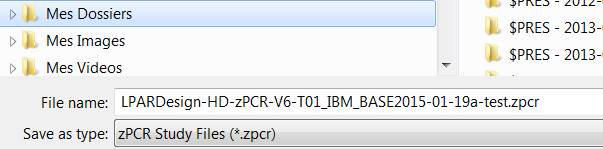 Mes Dossiers
Mes Images
Mes Videos
$PRES - 2012-
$PRES - 2013-
$PRES - 2013-
File name: LPARDesign-HD-zPCR-V6-T01_IBM_BASE2015-01-19a-test.zpcr
Save as type: zPCR Study Files (*.zpcr)